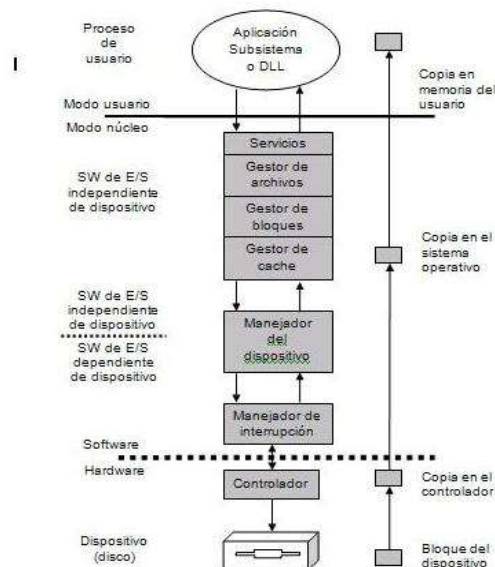 Proceso
de
usuario
Aplicación
Subsistema
o DLL
Copia en
memoria del
usuario
Modo usuario
Modo núcleo
Servicios
Gestor de
archivos
Gestor de
bloques
Gestor de
cache
SW de E/S
independiente
de dispositivo
Copia en el
sistema
operativo
SW de E/S
independiente
de dispositivo
SW de E/S
dependiente
de dispositivo
Manejador
del
dispositivo
Manejador de
interrupción
Software
Hardware
Controlador
Copia en el
controlador
Dispositivo
(disco)
Bloque del
dispositivo